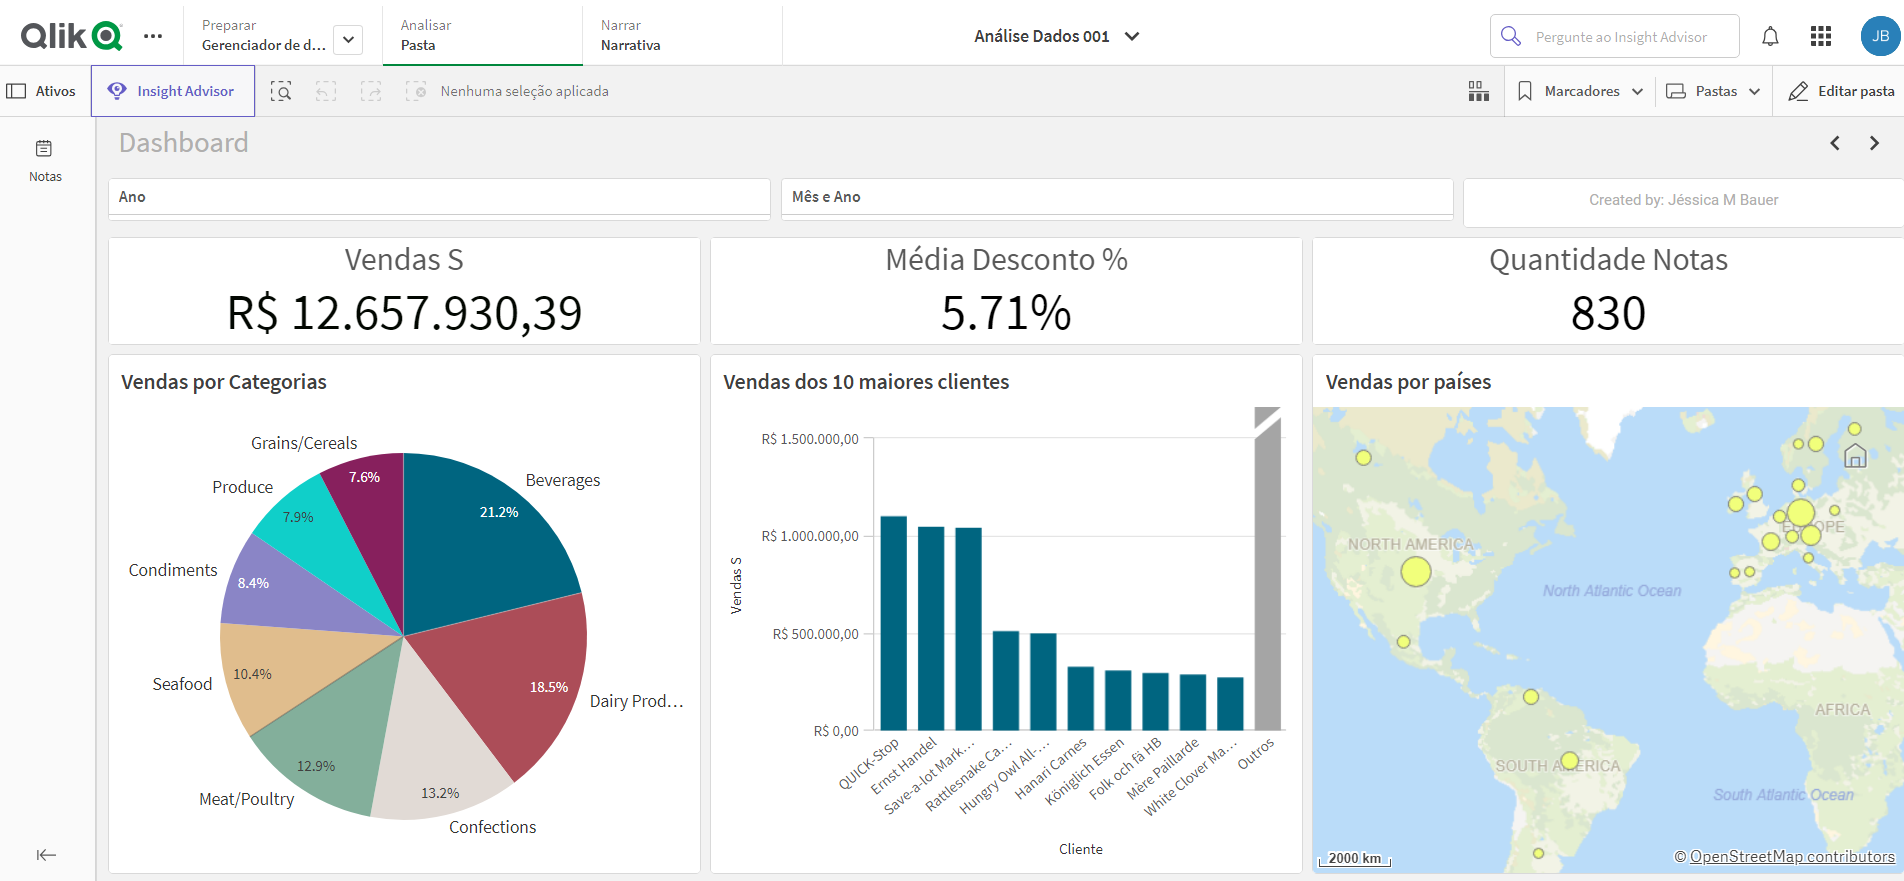 Qlik
Preparar
Gerenciador de d...
Analisar
Pasta
Narrar
Narrativa
Análise Dados 001
Pergunte ao Insight Advisor
JB
Ativos
Insight Advisor
Nenhuma seleção aplicada
Marcadores
Pastas
Editar pasta
Notas
Dashboard
Ano
Mês e Ano
Created by: Jéssica M Bauer
Vendas S
R$ 12.657.930,39
Média Desconto %
5.71%
Quantidade Notas
830
Vendas por Categorias
Grains/Cereals
7.6%
Beverages
21.2%
Produce
7.9%
Condiments
8.4%
Seafood
10.4%
Dairy Prod...
18.5%
Meat/Poultry
12.9%
Confections
13.2%
Vendas dos 10 maiores clientes
R$ 1.500.000,00
R$ 1.000.000,00
R$ 500.000,00
R$ 0,00
Vendas S
QUICK-Stop
Ernst Handel
Save-a-lot Mark...
Rattlesnake Ca...
Hungry Owl All-...
Hanari Carnes
Königlich Essen
Folk och fä HB
Mère Paillarde
White Clover Ma...
Outros
Cliente
Vendas por países
NORTH AMERICA
EUROPE
North Atlantic Ocean
AFRICA
SOUTH AMERICA
South Atlantic Ocean
2000 km
© OpenStreetMap contributors